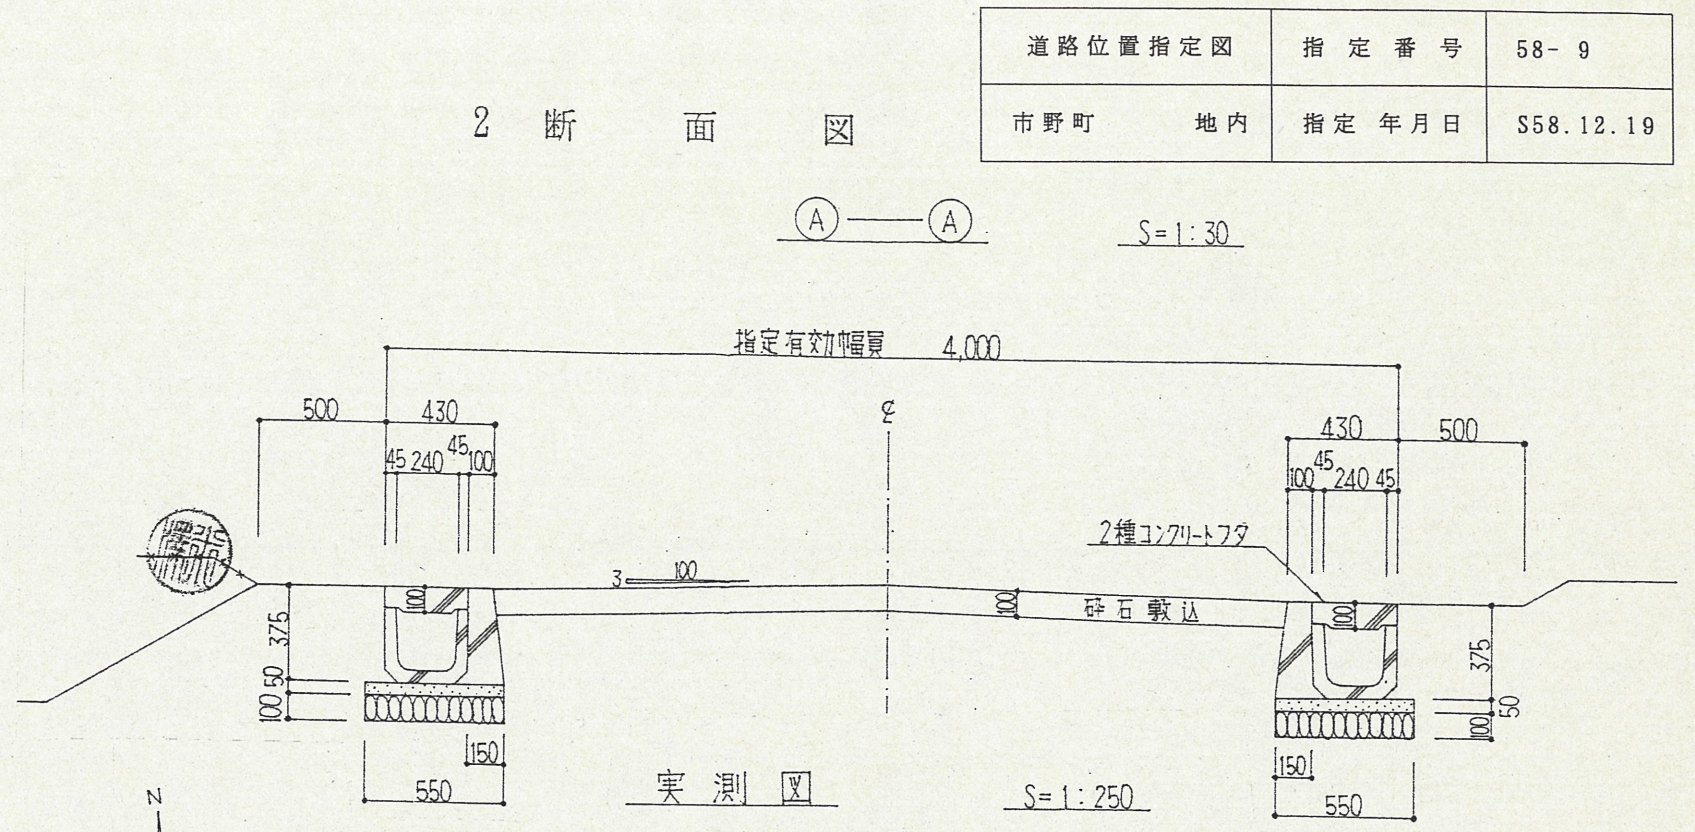 道路位置指定図 指定番号 58-9
市野町 地内 指定年月日 S58.12.19
2 断面図
A A S=1:30
指定有効幅員 4,000
500 430 ℄ 430 500
45 240 45 100 100 45 240 45
2種コンクリートフタ
3 100
100 100 砕石敷込 100
375 375
50 50
100 100
150 150
550 550
実測図 S=1:250
N